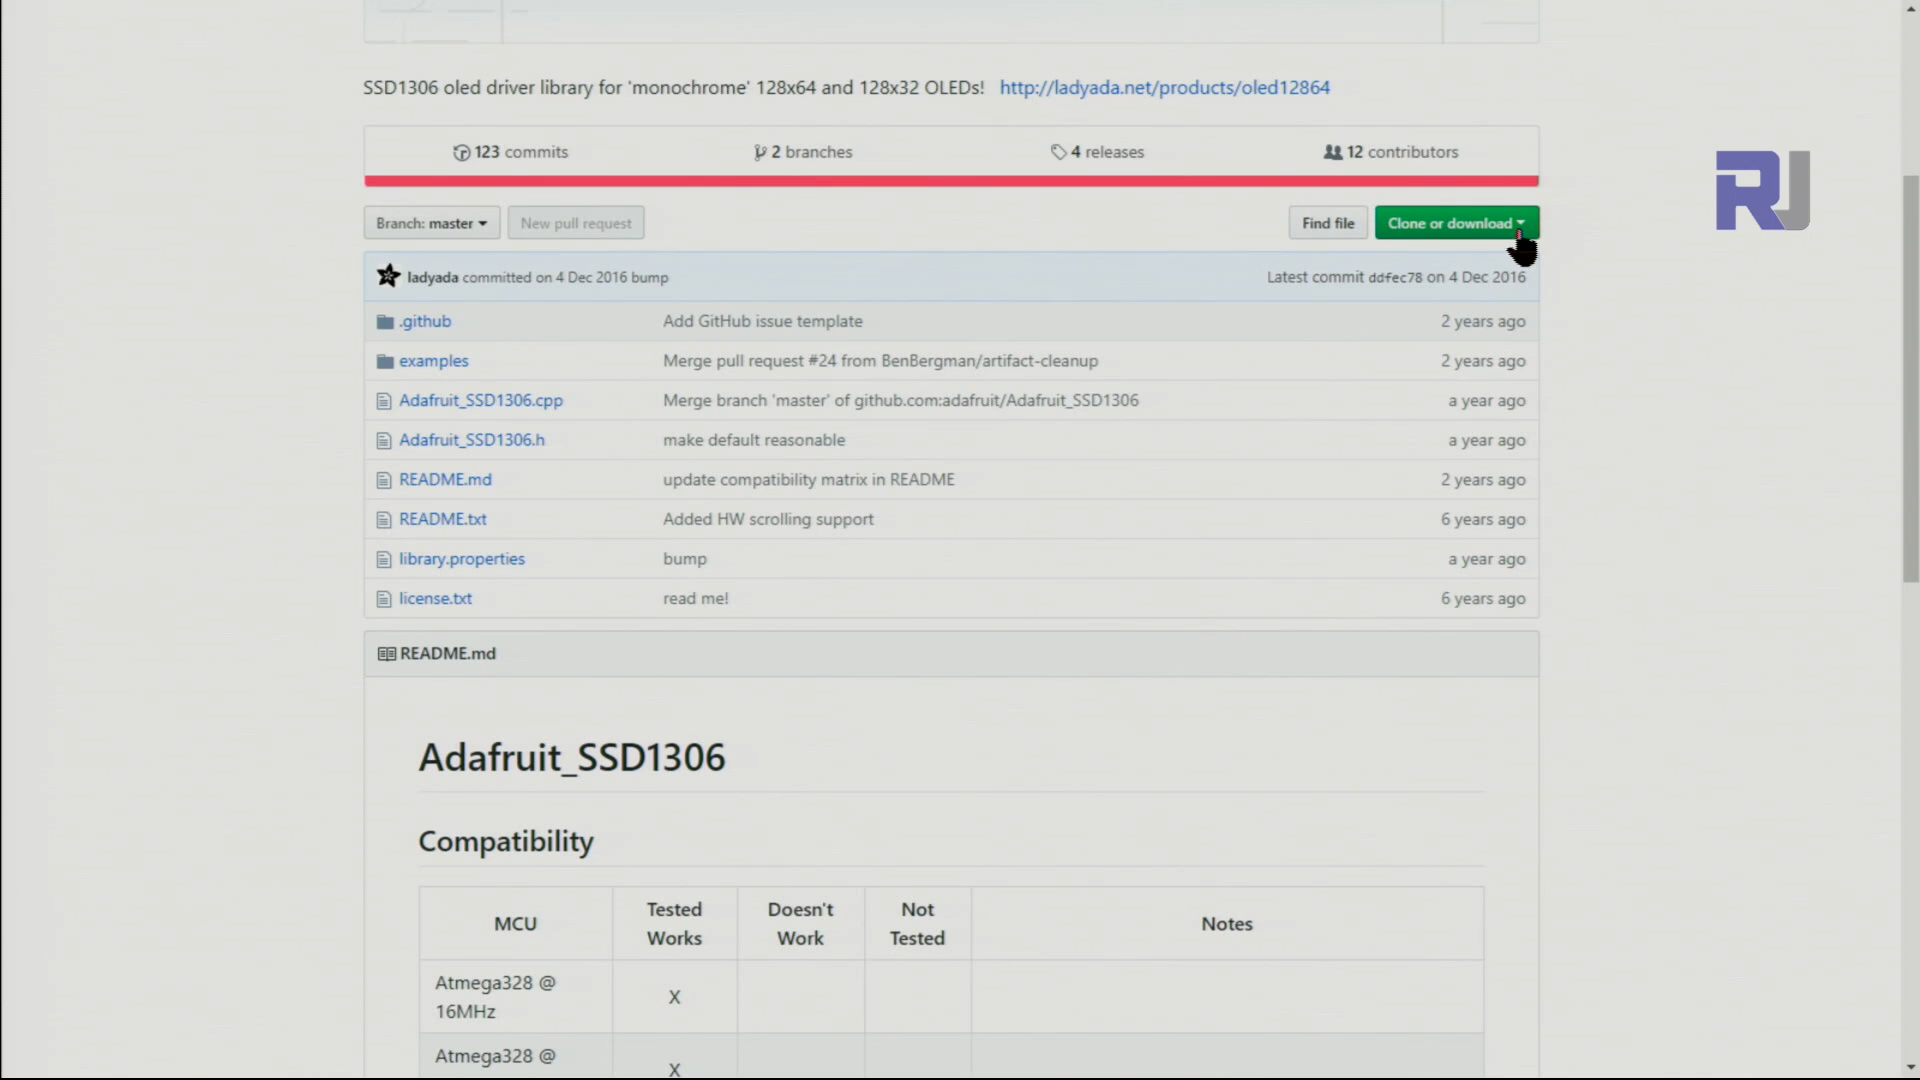 SSD1306 oled driver library for 'monochrome' 128x64 and 128x32 OLEDs! http://ladyada.net/products/oled12864
123 commits 2 branches 4 releases 12 contributors
Branch: master New pull request Find file Clone or download
ladyada committed on 4 Dec 2016 bump Latest commit ddfec78 on 4 Dec 2016
.github Add GitHub issue template 2 years ago
examples Merge pull request #24 from BenBergman/artifact-cleanup 2 years ago
Adafruit_SSD1306.cpp Merge branch 'master' of github.com:adafruit/Adafruit_SSD1306 a year ago
Adafruit_SSD1306.h make default reasonable a year ago
README.md update compatibility matrix in README 2 years ago
README.txt Added HW scrolling support 6 years ago
library.properties bump a year ago
license.txt read me! 6 years ago
README.md
Adafruit_SSD1306
Compatibility
MCU Tested Works Doesn't Work Not Tested Notes
Atmega328 @ 16MHz X
Atmega328 @ X
RJ